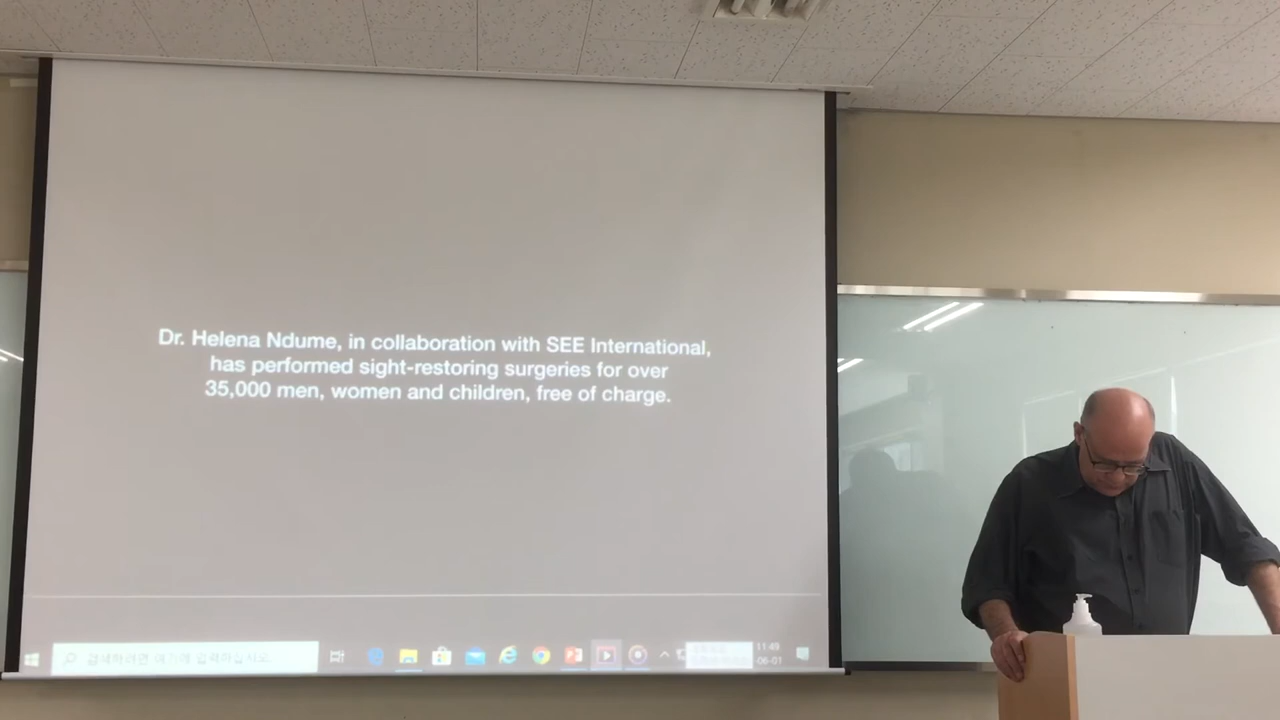 Dr. Helena Ndume, in collaboration with SEE International,
has performed sight-restoring surgeries for over
35,000 men, women and children, free of charge.
검색하려면 여기에 입력하십시오.
11:49
-06-01